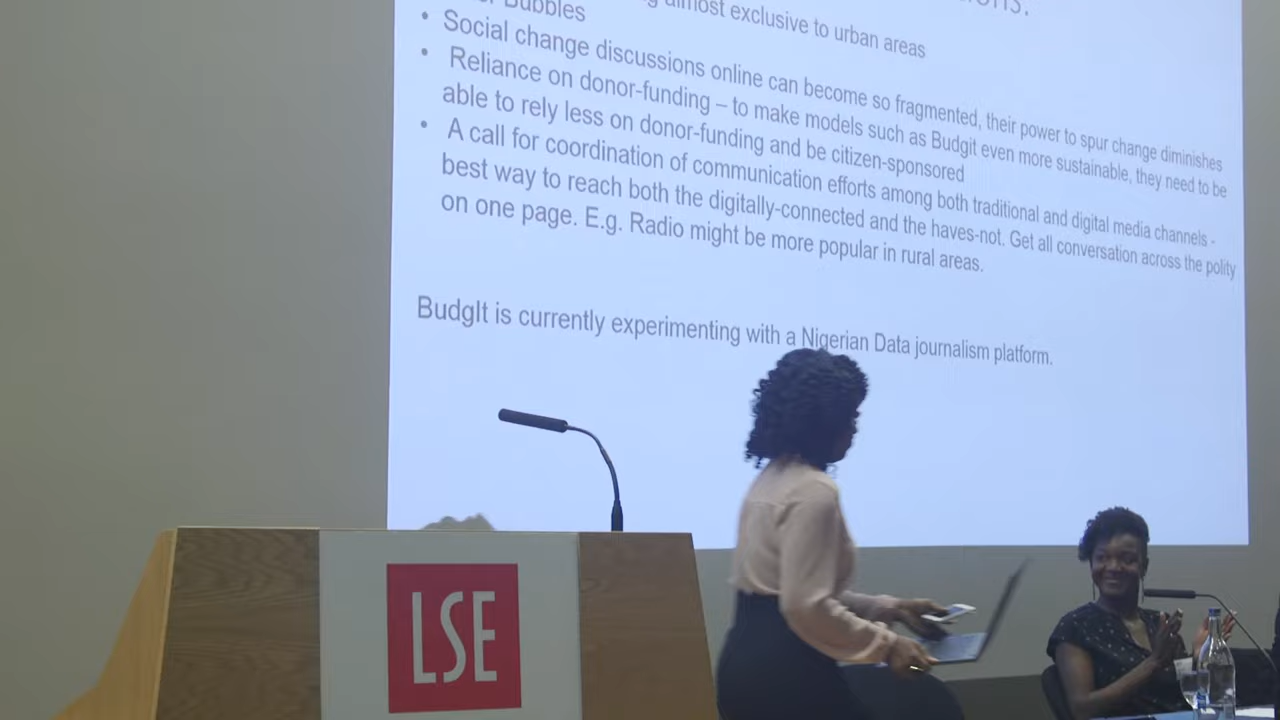 almost exclusive to urban areas
Bubbles
• Social change discussions online can become so fragmented, their power to spur change diminishes
• Reliance on donor-funding – to make models such as Budgit even more sustainable, they need to be
able to rely less on donor-funding and be citizen-sponsored
• A call for coordination of communication efforts among both traditional and digital media channels -
best way to reach both the digitally-connected and the haves-not. Get all conversation across the polity
on one page. E.g. Radio might be more popular in rural areas.
BudgIt is currently experimenting with a Nigerian Data journalism platform.
LSE